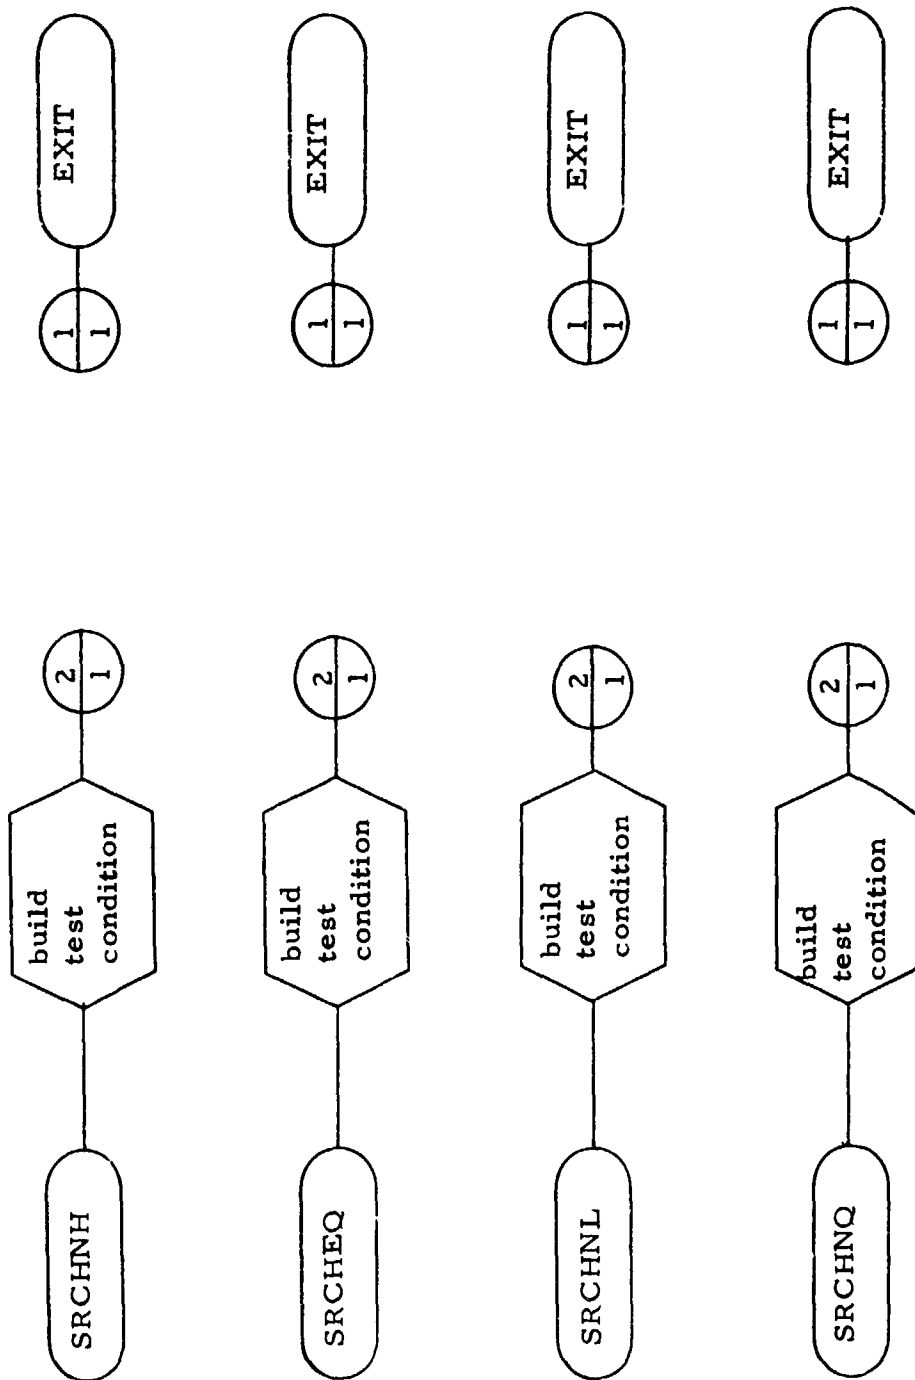 SRCHNH
build
test
condition
2
1
1
1
EXIT
SRCHEQ
build
test
condition
2
1
1
1
EXIT
SRCHNL
build
test
condition
2
1
1
1
EXIT
SRCHNQ
build
test
condition
2
1
1
1
EXIT